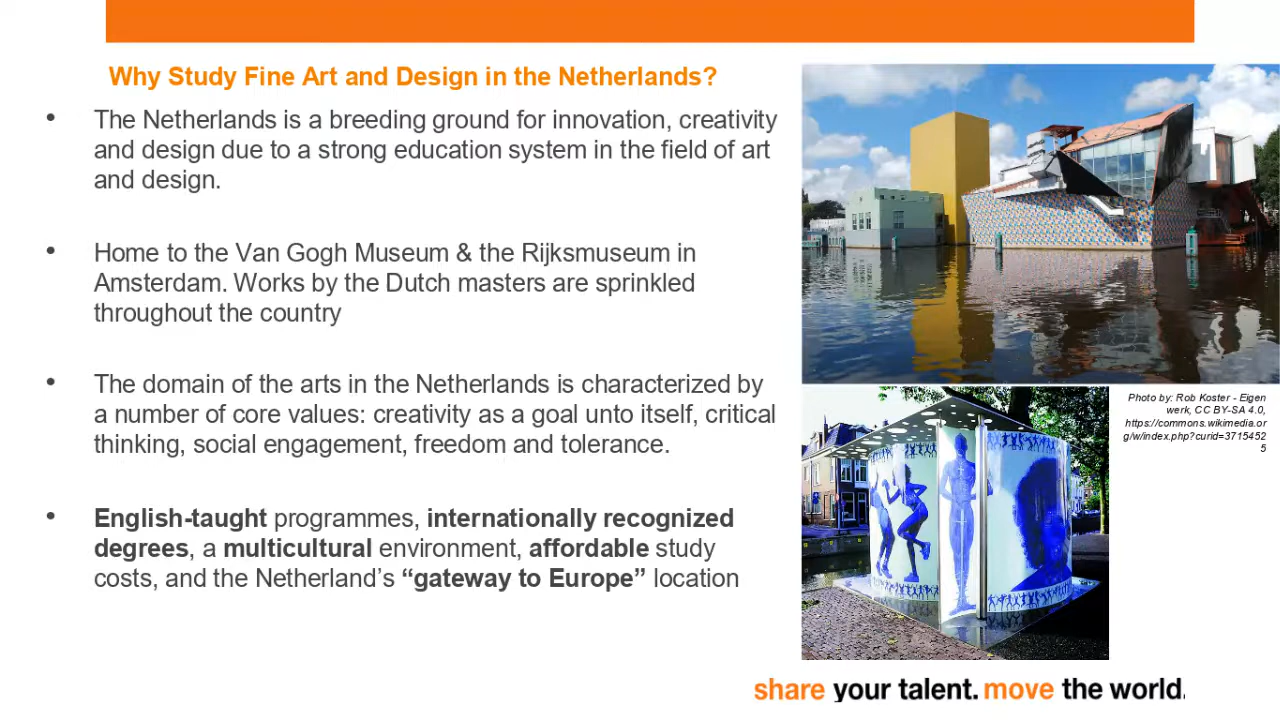 Why Study Fine Art and Design in the Netherlands?
• The Netherlands is a breeding ground for innovation, creativity
and design due to a strong education system in the field of art
and design.
• Home to the Van Gogh Museum & the Rijksmuseum in
Amsterdam. Works by the Dutch masters are sprinkled
throughout the country
• The domain of the arts in the Netherlands is characterized by
a number of core values: creativity as a goal unto itself, critical
thinking, social engagement, freedom and tolerance.
• English-taught programmes, internationally recognized
degrees, a multicultural environment, affordable study
costs, and the Netherland’s “gateway to Europe” location
Photo by: Rob Koster - Eigen
werk, CC BY-SA 4.0,
https://commons.wikimedia.or
g/w/index.php?curid=3715452
5
share your talent. move the world.